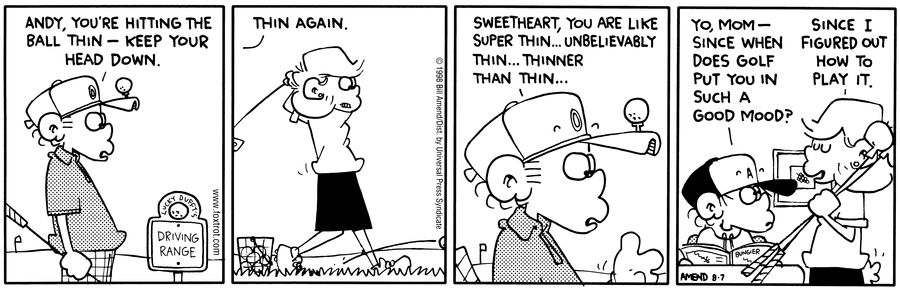 ANDY, YOU'RE HITTING THE
BALL THIN — KEEP YOUR
HEAD DOWN.
LUCKY DUFFY'S
DRIVING
RANGE
www.foxtrot.com
THIN AGAIN.
© 1998 Bill Amend/Dist. by Universal Press Syndicate
SWEETHEART, YOU ARE LIKE
SUPER THIN... UNBELIEVABLY
THIN... THINNER
THAN THIN...
YO, MOM —
SINCE WHEN
DOES GOLF
PUT YOU IN
SUCH A
GOOD MOOD?
SINCE I
FIGURED OUT
HOW TO
PLAY IT.
A
AMEND 8-7